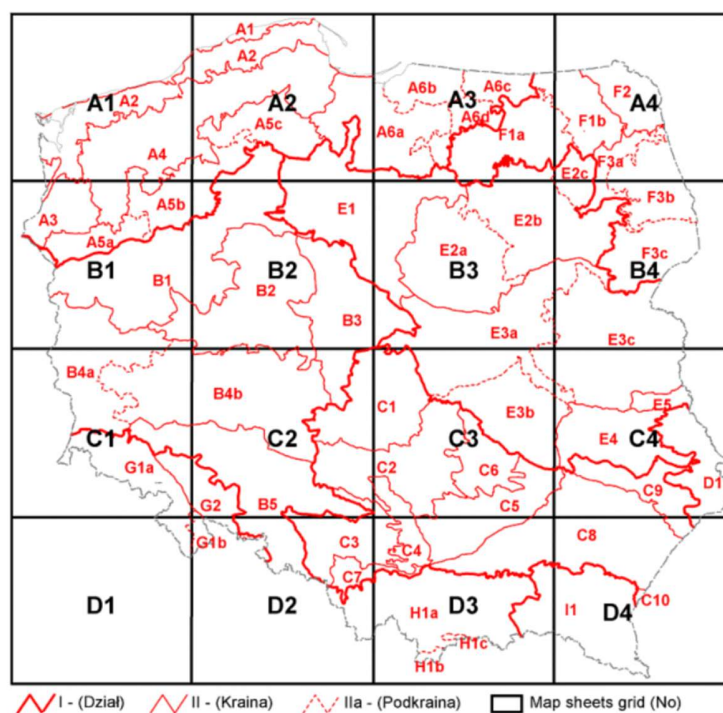 A1
A2
A6b
A6c
A3
F2
A4
A1
A2
A2
A6d
F1b
A5c
A6a
F1a
A4
F3a
E2c
A3
A5b
E1
E2b
F3b
A5a
E2a
F3c
B1
B1
B2
B2
B3
B4
B3
E3a
E3c
B4a
B4b
C1
E3b
E5
C1
C2
C3
E4
C4
G1a
C2
C6
C9
D1
G2
B5
C5
G1b
C3
C4
C8
C7
D1
D2
D3
H1a
I1
D4
C10
H1c
H1b
I - (Dział) II - (Kraina) IIa - (Podkraina) Map sheets grid (No)